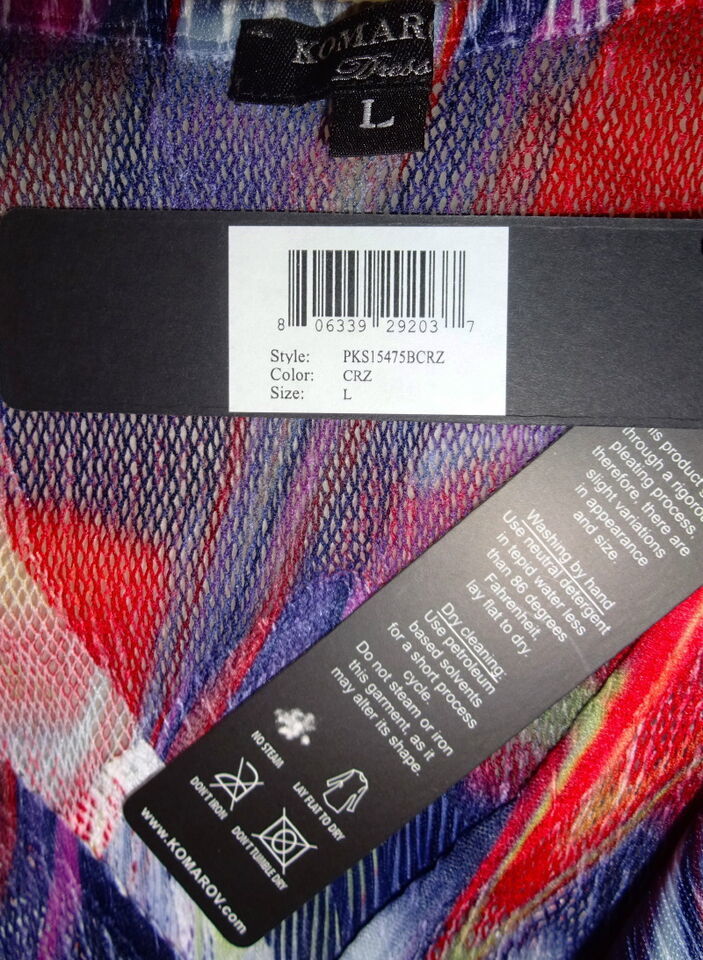 KOMAR
Dress
L
8 06339 29203 7
Style: PKS15475BCRZ
Color: CRZ
Size: L
is product
through a rigoro
pleating process,
therefore, there are
slight variations
in appearance
and size.
Washing by hand
Use neutral detergent
in tepid water less
than 86 degrees
Fahrenheit.
lay flat to dry.
Dry cleaning:
Use petroleum
based solvents
for a short process
cycle.
Do not steam or iron
this garment, as it
may alter its shape.
NO STEAM
LAY FLAT TO DRY
DON'T IRON
DON'T TUMBLE DRY
www.KOMAROV.com